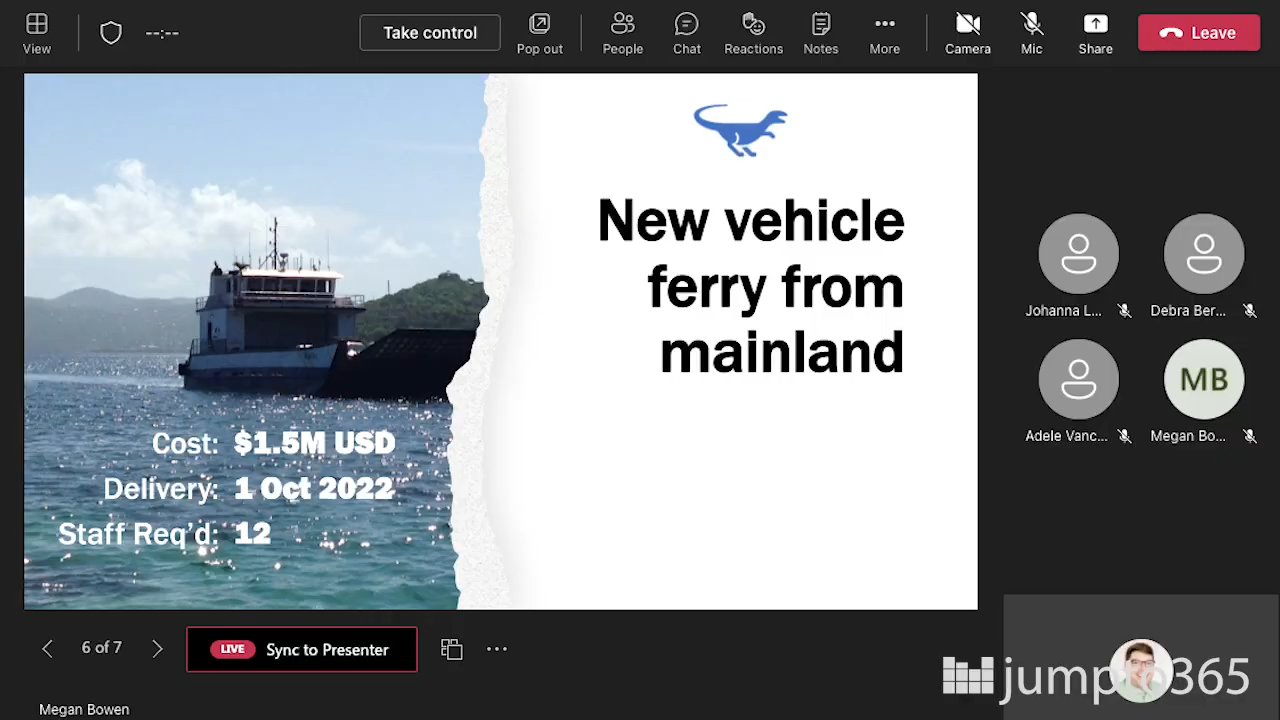 View
--:--
Take control
Pop out
People
Chat
Reactions
Notes
More
Camera
Mic
Share
Leave
New vehicle
ferry from
mainland
Cost: $1.5M USD
Delivery: 1 Oct 2022
Staff Req'd: 12
Johanna L...
Debra Ber...
Adele Vanc...
MB
Megan Bo...
6 of 7
LIVE Sync to Presenter
Megan Bowen
jumpto365